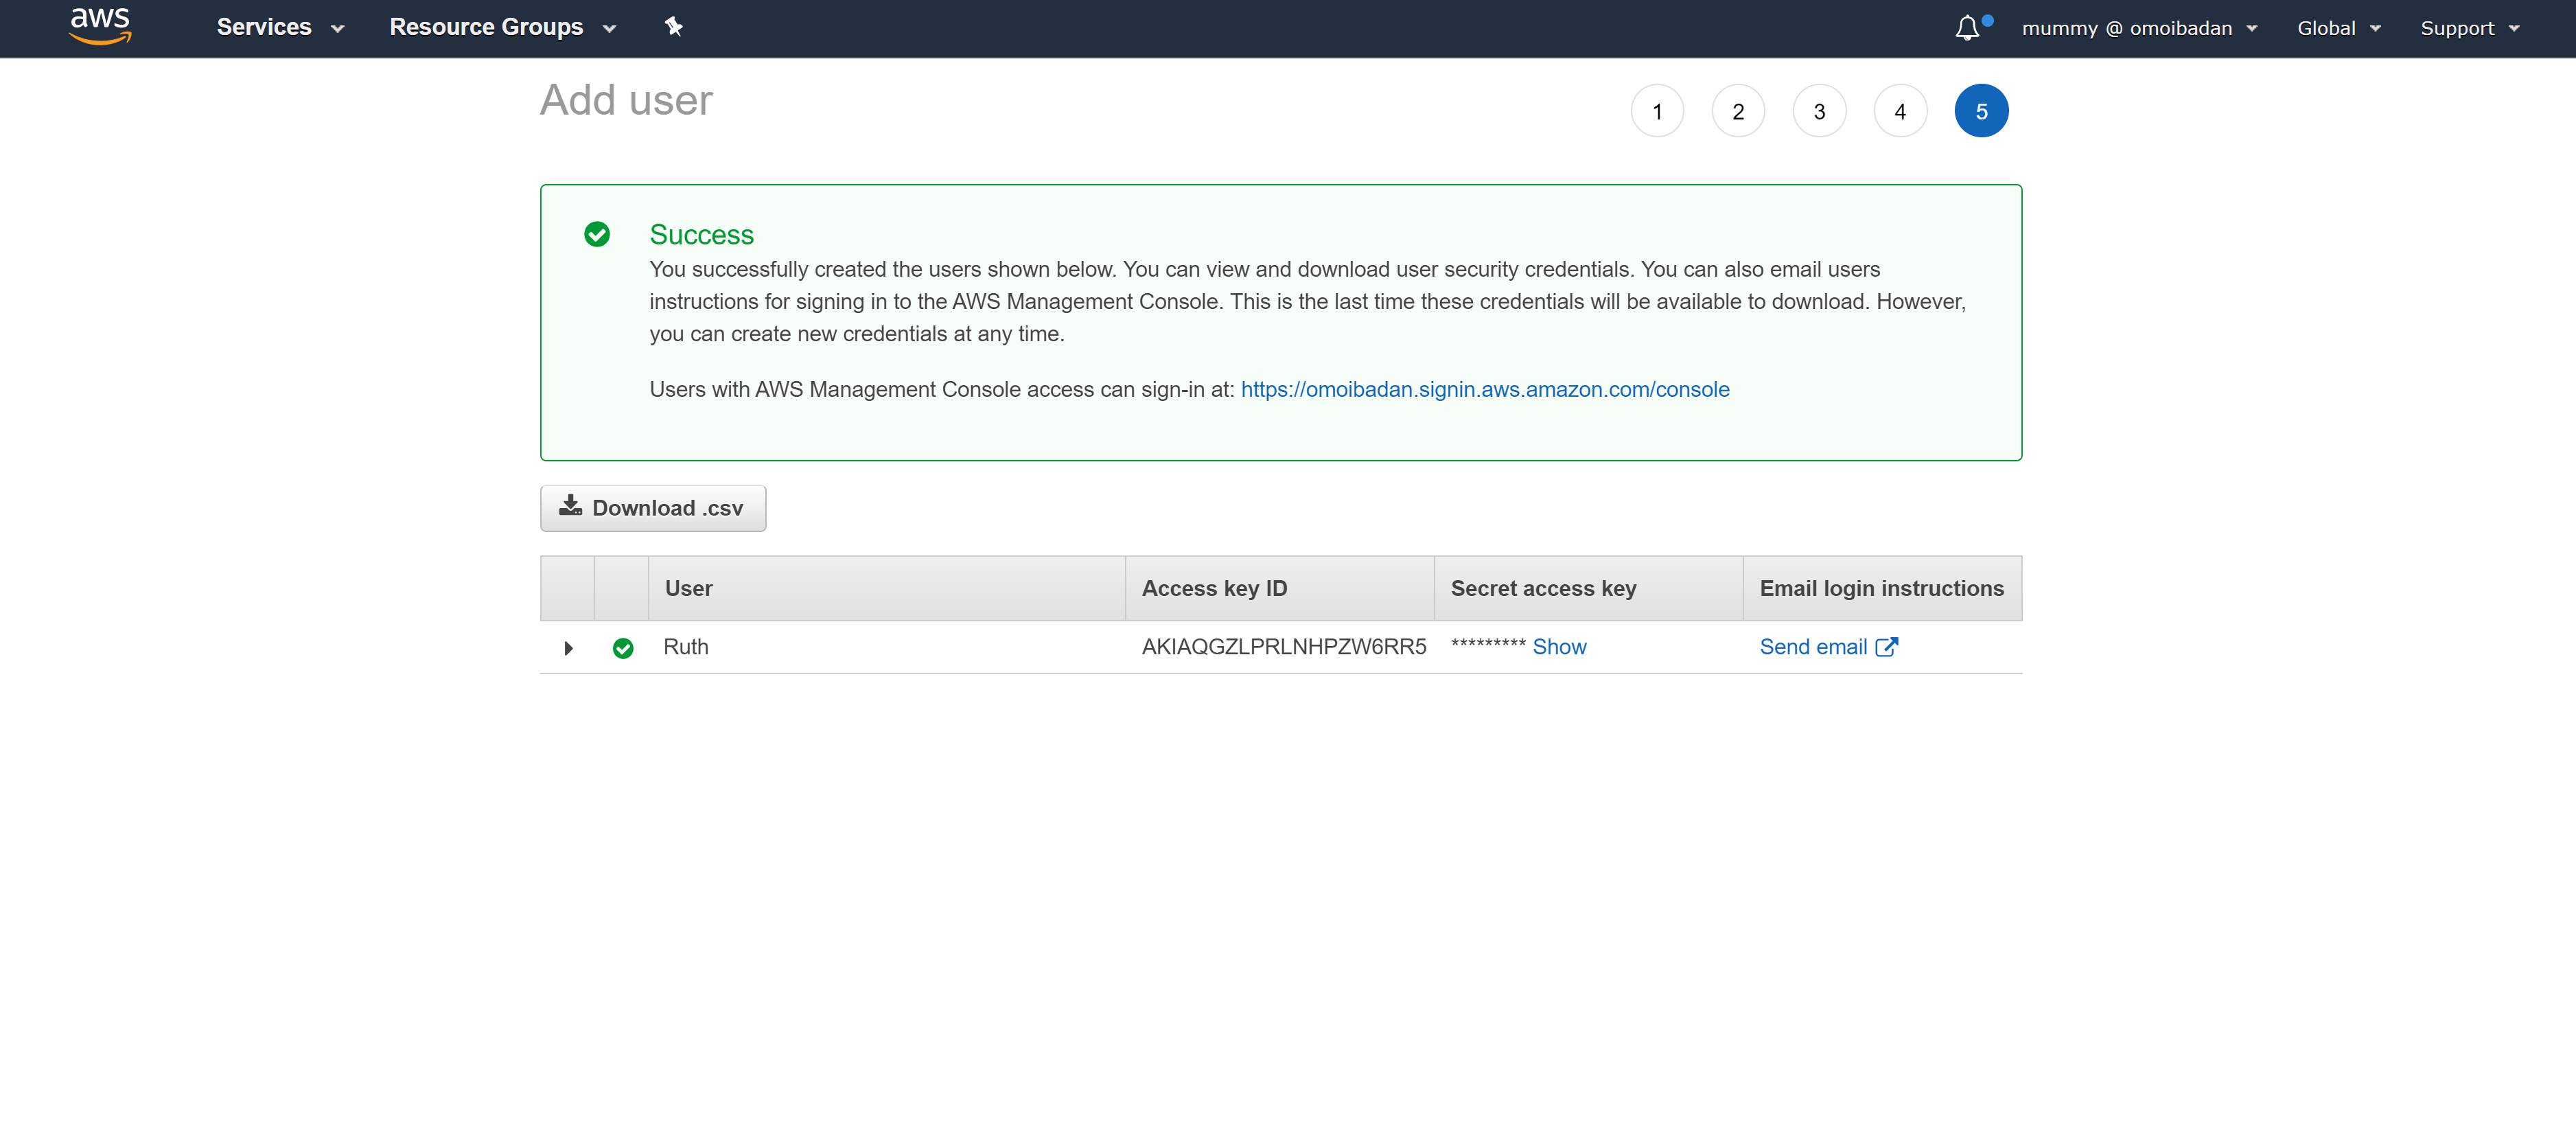 aws
Services
Resource Groups
mummy @ omoibadan
Global
Support
Add user
1
2
3
4
5
Success
You successfully created the users shown below. You can view and download user security credentials. You can also email users
instructions for signing in to the AWS Management Console. This is the last time these credentials will be available to download. However,
you can create new credentials at any time.
Users with AWS Management Console access can sign-in at: https://omoibadan.signin.aws.amazon.com/console
Download .csv
User Access key ID Secret access key Email login instructions
Ruth AKIAQGZLPRLNHPZW6RR5 ********* Show Send email